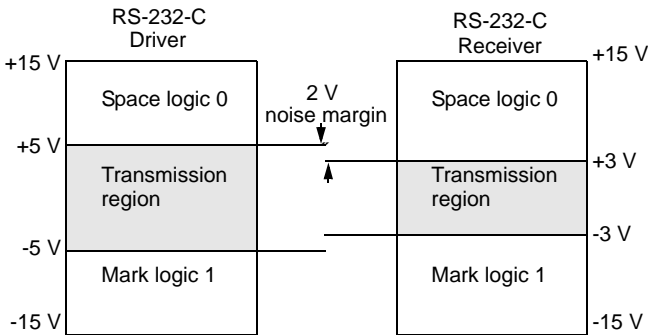 RS-232-C
Driver
RS-232-C
Receiver
+15 V
+15 V
Space logic 0
2 V
noise margin
Space logic 0
+5 V
+3 V
Transmission
region
Transmission
region
-5 V
-3 V
Mark logic 1
Mark logic 1
-15 V
-15 V